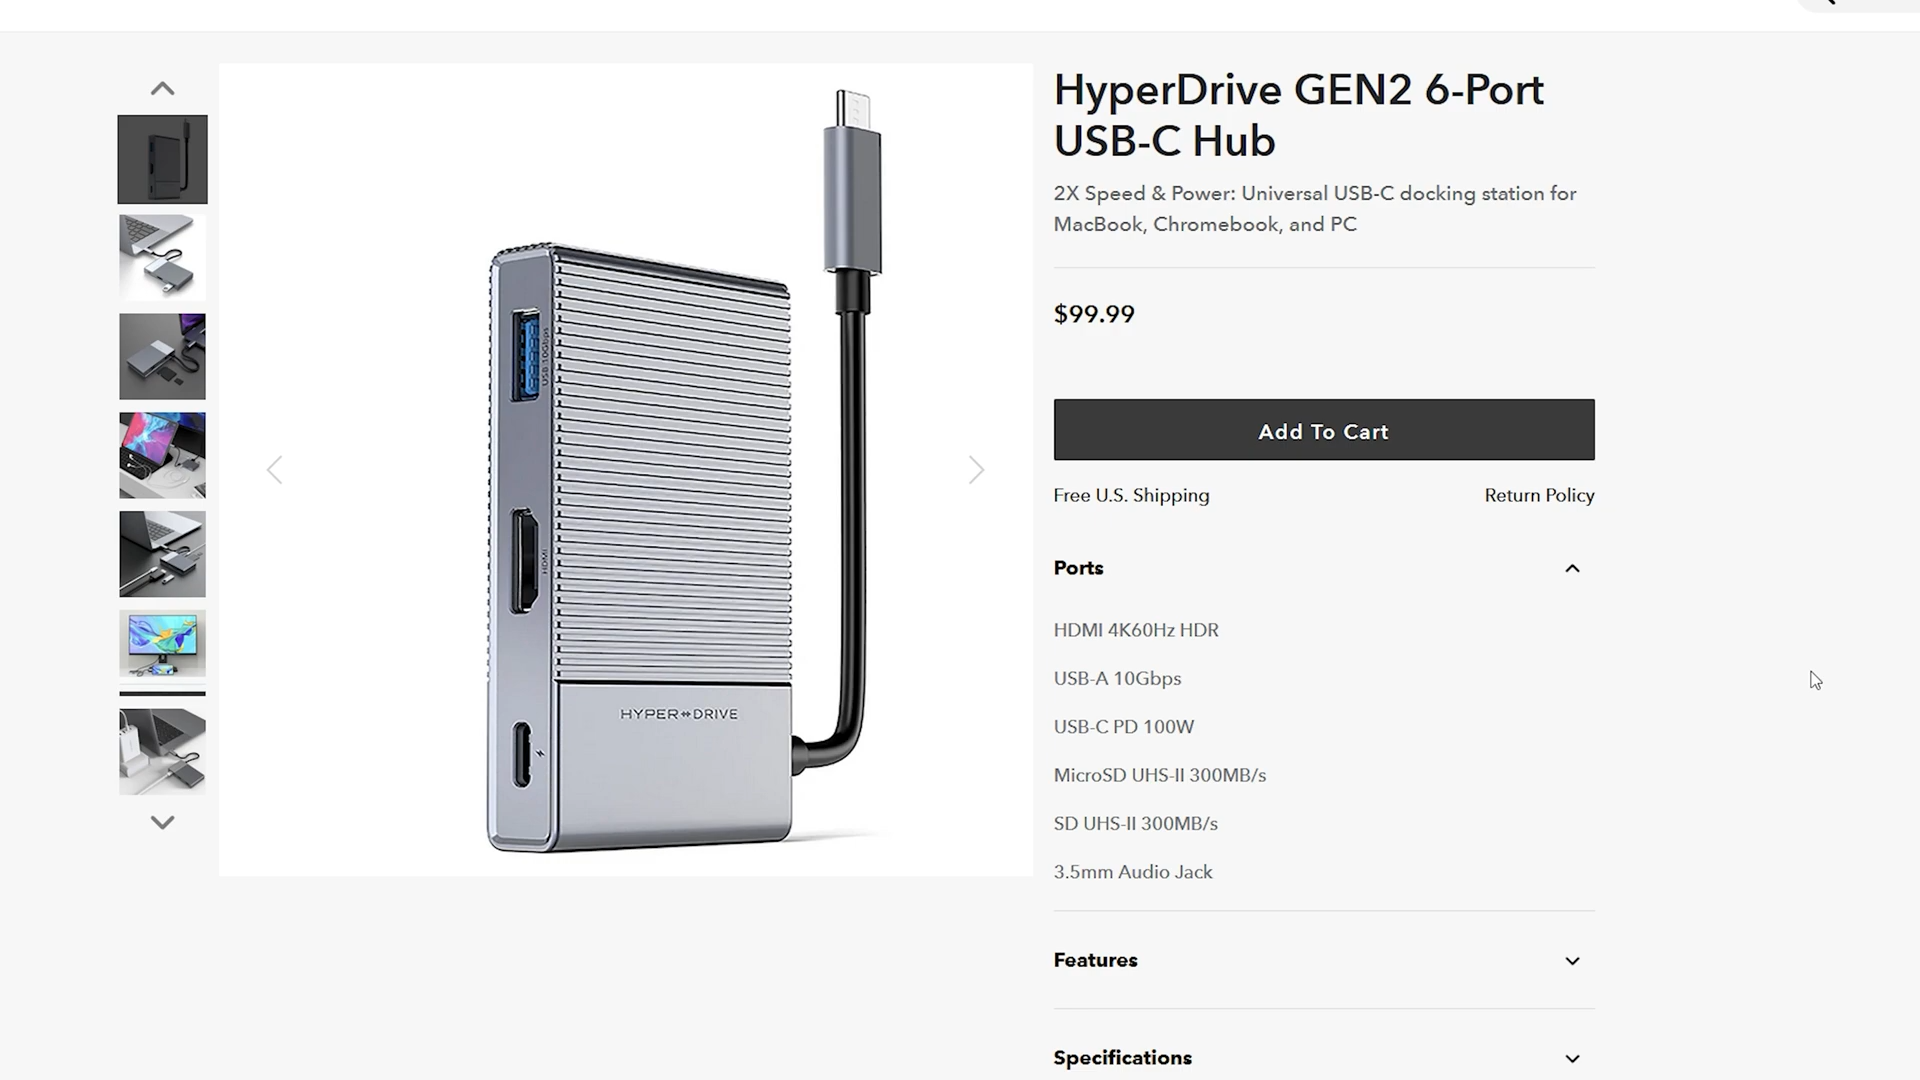 HyperDrive GEN2 6-Port
USB-C Hub
2X Speed & Power: Universal USB-C docking station for
MacBook, Chromebook, and PC
$99.99
Add To Cart
Free U.S. Shipping
Return Policy
Ports
HDMI 4K60Hz HDR
USB-A 10Gbps
USB-C PD 100W
MicroSD UHS-II 300MB/s
SD UHS-II 300MB/s
3.5mm Audio Jack
Features
Specifications
USB 10Gbps
HDMI
HYPER DRIVE